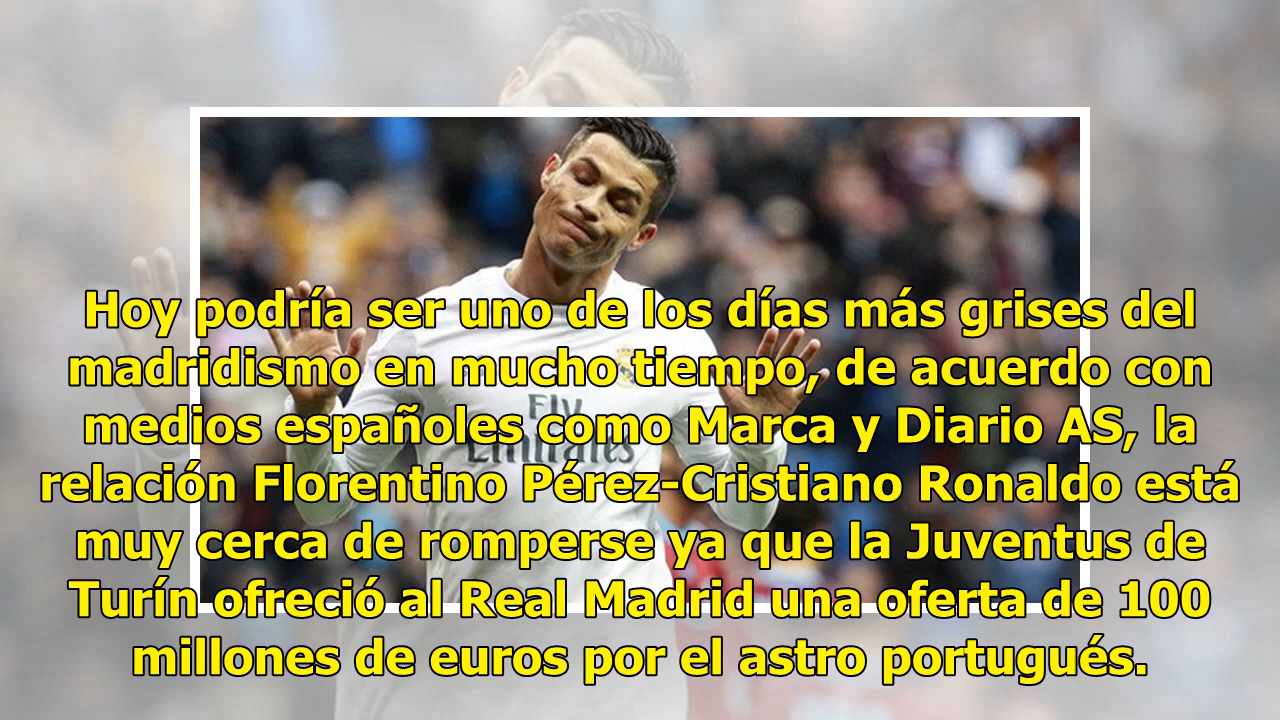 Hoy podría ser uno de los días más grises del
madridismo en mucho tiempo, de acuerdo con
medios españoles como Marca y Diario AS, la
relación Florentino Pérez-Cristiano Ronaldo está
muy cerca de romperse ya que la Juventus de
Turín ofreció al Real Madrid una oferta de 100
millones de euros por el astro portugués.
Fly
Emirates